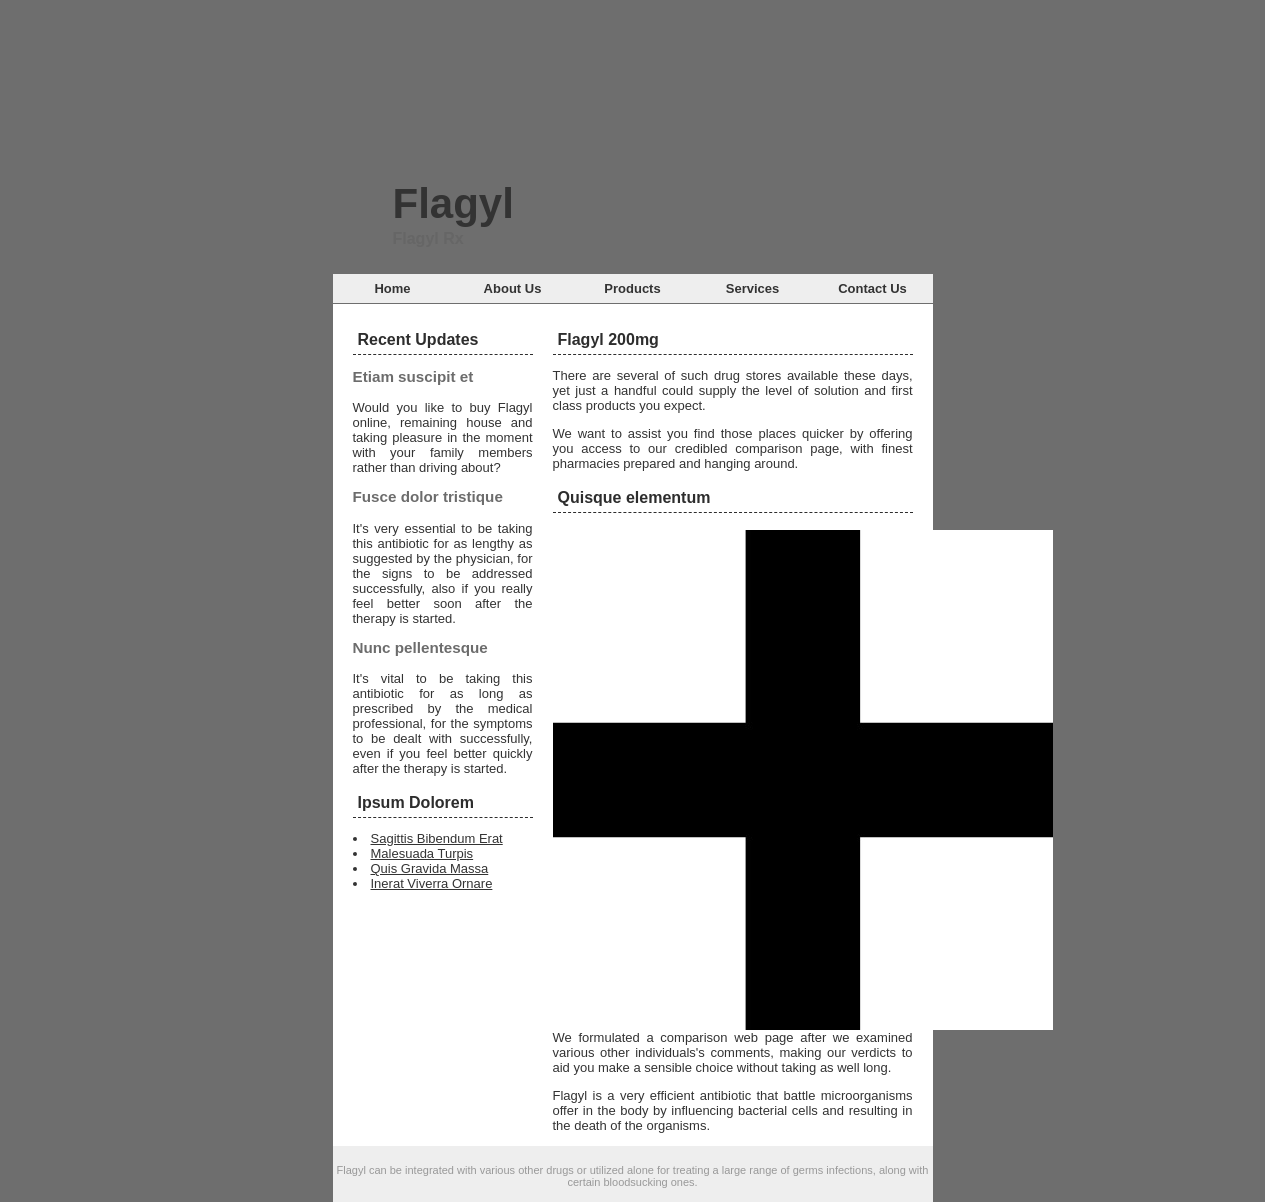 Flagyl
Flagyl Rx
Home
About Us
Products
Services
Contact Us
Recent Updates
Etiam suscipit et
Would you like to buy Flagyl
online, remaining house and
taking pleasure in the moment
with your family members
rather than driving about?
Fusce dolor tristique
It's very essential to be taking
this antibiotic for as lengthy as
suggested by the physician, for
the signs to be addressed
successfully, also if you really
feel better soon after the
therapy is started.
Nunc pellentesque
It's vital to be taking this
antibiotic for as long as
prescribed by the medical
professional, for the symptoms
to be dealt with successfully,
even if you feel better quickly
after the therapy is started.
Ipsum Dolorem
Sagittis Bibendum Erat
Malesuada Turpis
Quis Gravida Massa
Inerat Viverra Ornare
Flagyl 200mg
There are several of such drug stores available these days,
yet just a handful could supply the level of solution and first
class products you expect.
We want to assist you find those places quicker by offering
you access to our credibled comparison page, with finest
pharmacies prepared and hanging around.
Quisque elementum
We formulated a comparison web page after we examined
various other individuals's comments, making our verdicts to
aid you make a sensible choice without taking as well long.
Flagyl is a very efficient antibiotic that battle microorganisms
offer in the body by influencing bacterial cells and resulting in
the death of the organisms.
Flagyl can be integrated with various other drugs or utilized alone for treating a large range of germs infections, along with
certain bloodsucking ones.